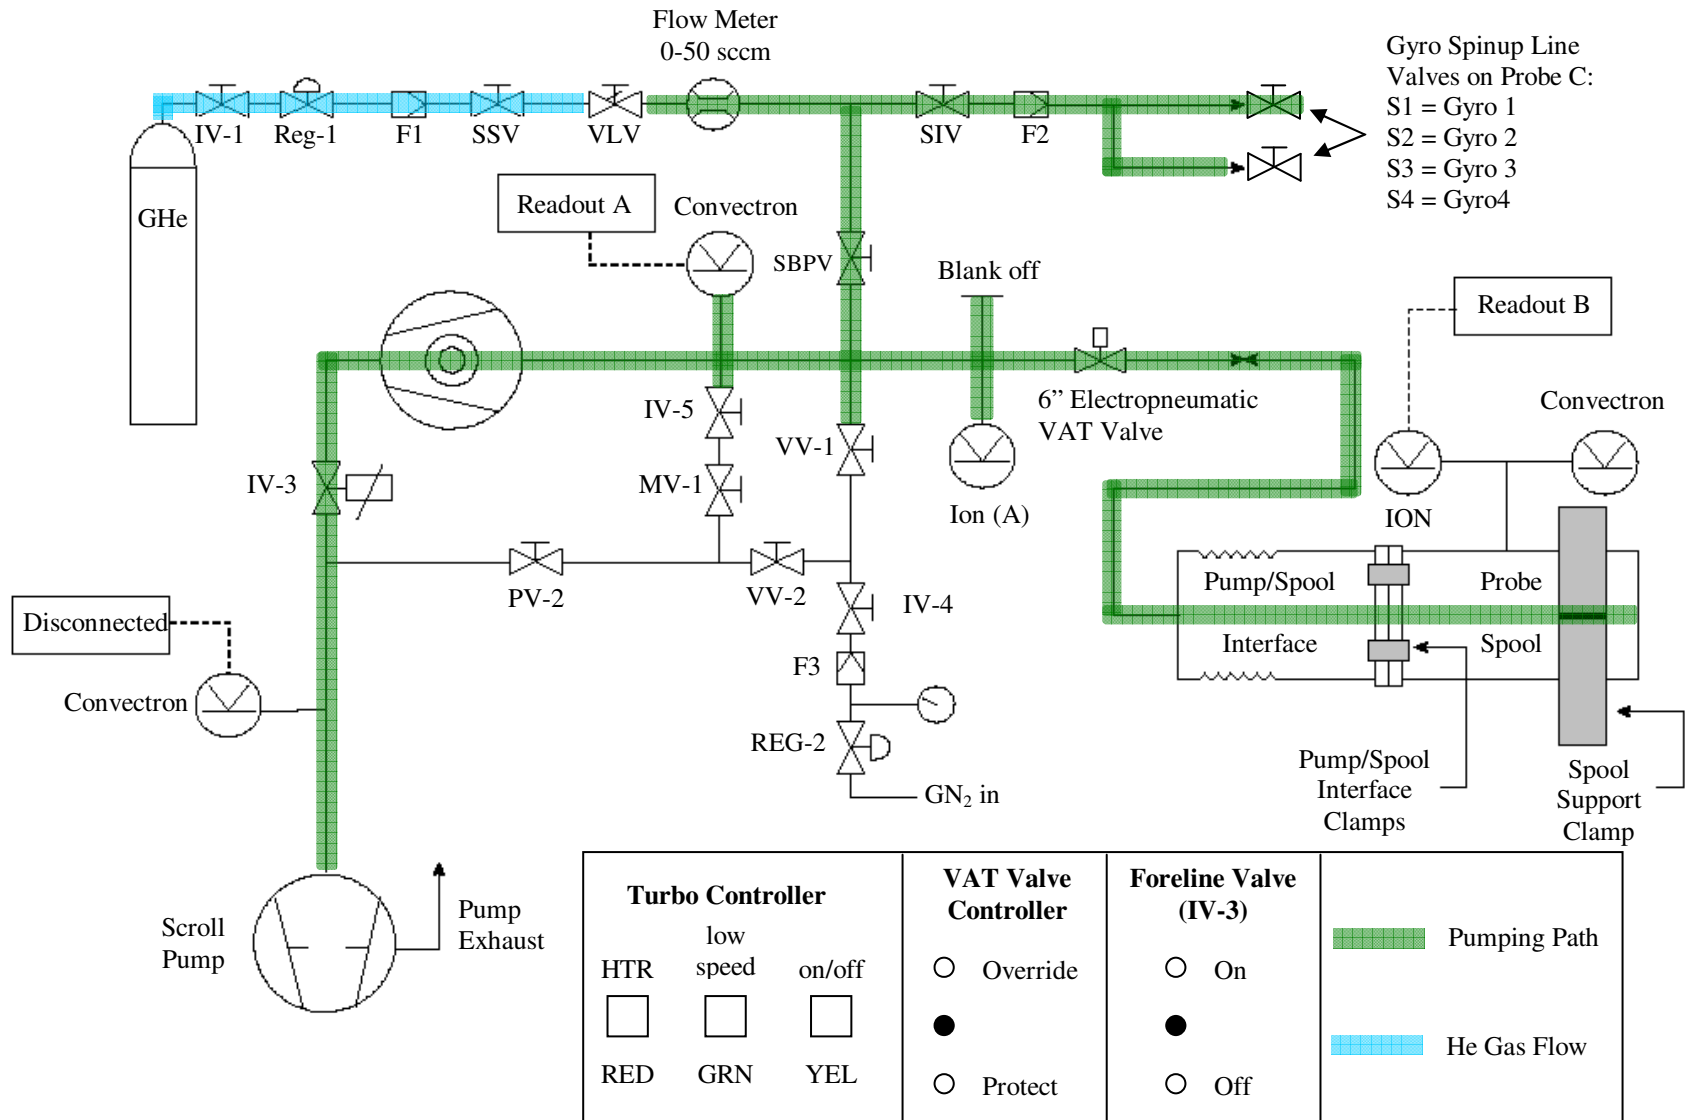 Flow Meter
0-50 sccm
Gyro Spinup Line
Valves on Probe C:
S1 = Gyro 1
S2 = Gyro 2
S3 = Gyro 3
S4 = Gyro4
IV-1
Reg-1
F1
SSV
VLV
SIV
F2
GHe
Readout A
Convectron
SBPV
Blank off
Readout B
IV-5
VV-1
6” Electropneumatic
VAT Valve
Convectron
IV-3
MV-1
Ion (A)
ION
PV-2
VV-2
IV-4
Pump/Spool
Interface
Probe
Spool
Disconnected
F3
Convectron
REG-2
GN2 in
Pump/Spool
Interface
Clamps
Spool
Support
Clamp
Scroll
Pump
Pump
Exhaust
Turbo Controller
HTR
low
speed
on/off
RED
GRN
YEL
VAT Valve
Controller
Override
Protect
Foreline Valve
(IV-3)
On
Off
Pumping Path
He Gas Flow